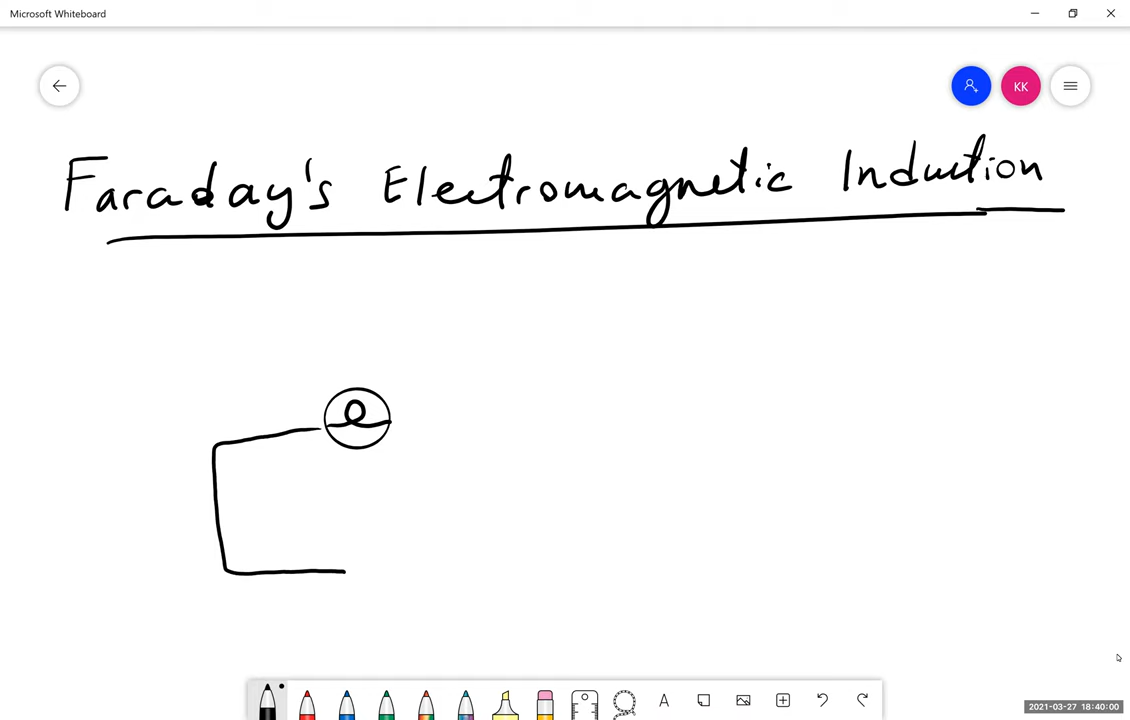 Microsoft Whiteboard
KK
Faraday's Electromagnetic Induction
A
2021-03-27 18:40:00